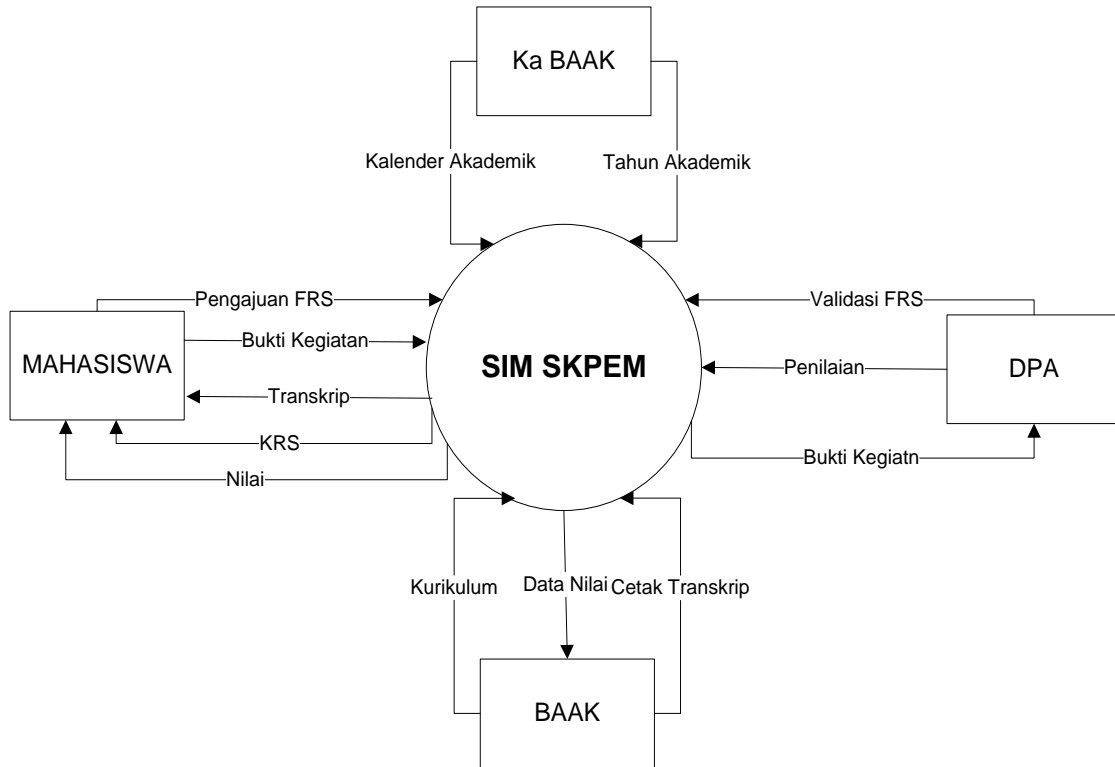 Ka BAAK
Kalender Akademik
Tahun Akademik
Pengajuan FRS
Validasi FRS
Bukti Kegiatan
MAHASISWA
SIM SKPEM
Penilaian
DPA
Transkrip
KRS
Bukti Kegiatn
Nilai
Kurikulum
Data Nilai
Cetak Transkrip
BAAK